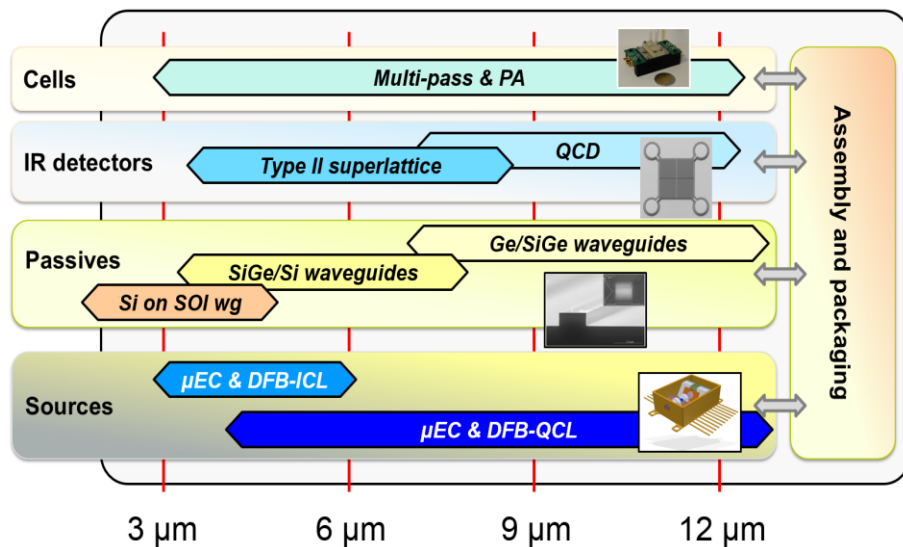 Cells
Multi-pass & PA
IR detectors
QCD
Type II superlattice
Passives
Ge/SiGe waveguides
SiGe/Si waveguides
Si on SOI wg
Sources
µEC & DFB-ICL
µEC & DFB-QCL
Assembly and packaging
3 µm 6 µm 9 µm 12 µm